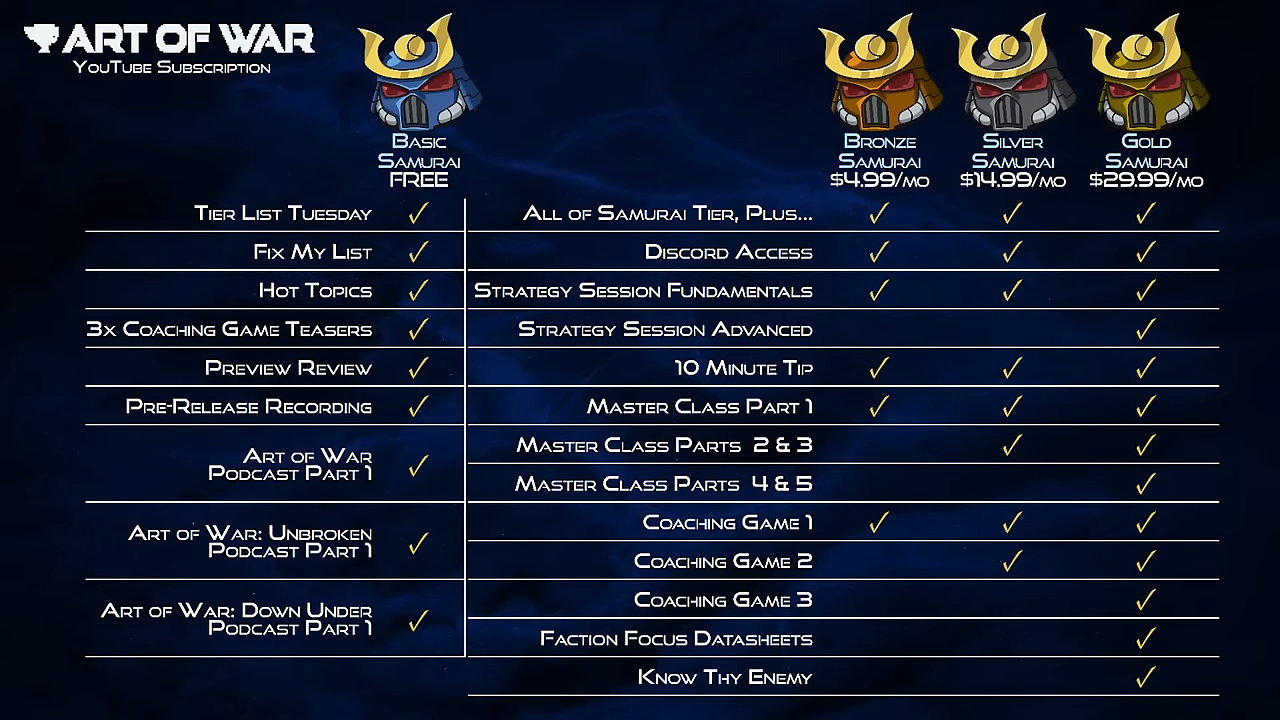 ART OF WAR
YouTube Subscription
Basic
Samurai
FREE
Bronze
Samurai
$4.99/mo
Silver
Samurai
$14.99/mo
Gold
Samurai
$29.99/mo
Tier List Tuesday ✓
Fix My List ✓
Hot Topics ✓
3x Coaching Game Teasers ✓
Preview Review ✓
Pre-Release Recording ✓
Art of War
Podcast Part 1 ✓
Art of War: Unbroken
Podcast Part 1 ✓
Art of War: Down Under
Podcast Part 1 ✓
All of Samurai Tier, Plus... ✓ ✓ ✓
Discord Access ✓ ✓ ✓
Strategy Session Fundamentals ✓ ✓ ✓
Strategy Session Advanced ✓
10 Minute Tip ✓ ✓ ✓
Master Class Part 1 ✓ ✓ ✓
Master Class Parts 2 & 3 ✓ ✓
Master Class Parts 4 & 5 ✓
Coaching Game 1 ✓ ✓ ✓
Coaching Game 2 ✓ ✓
Coaching Game 3 ✓
Faction Focus Datasheets ✓
Know Thy Enemy ✓